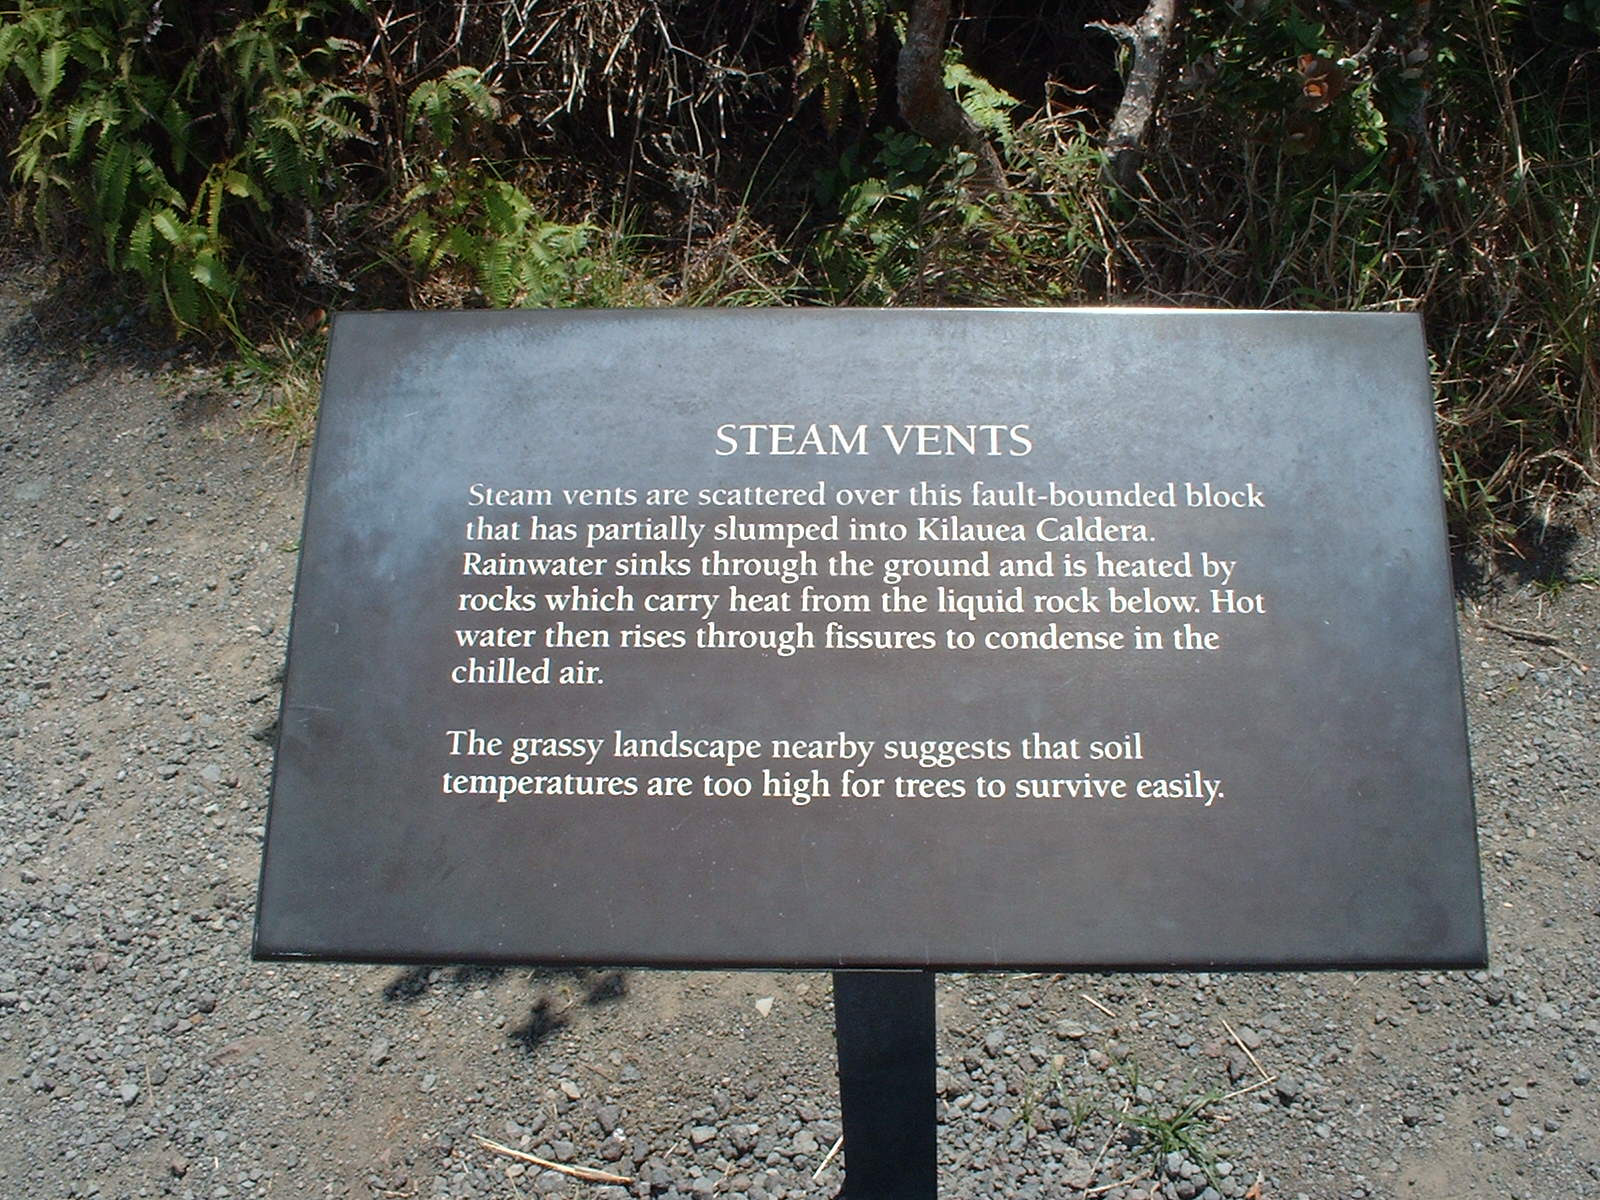 STEAM VENTS
Steam vents are scattered over this fault-bounded block
that has partially slumped into Kilauea Caldera.
Rainwater sinks through the ground and is heated by
rocks which carry heat from the liquid rock below. Hot
water then rises through fissures to condense in the
chilled air.
The grassy landscape nearby suggests that soil
temperatures are too high for trees to survive easily.